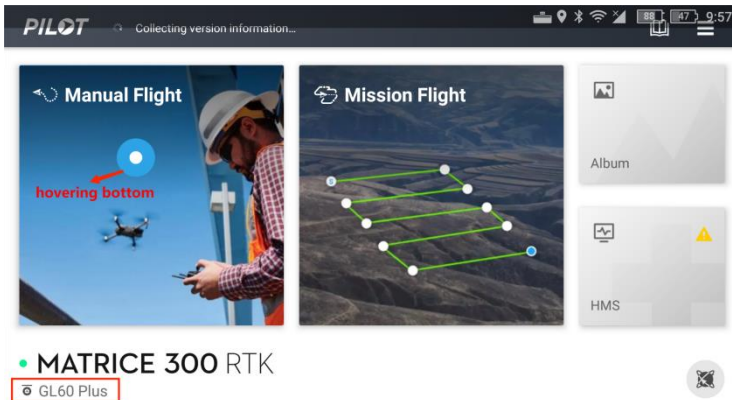 PILOT
Collecting version information...
88
47
9:57
Manual Flight
hovering bottom
Mission Flight
S
Album
HMS
MATRICE 300 RTK
GL60 Plus